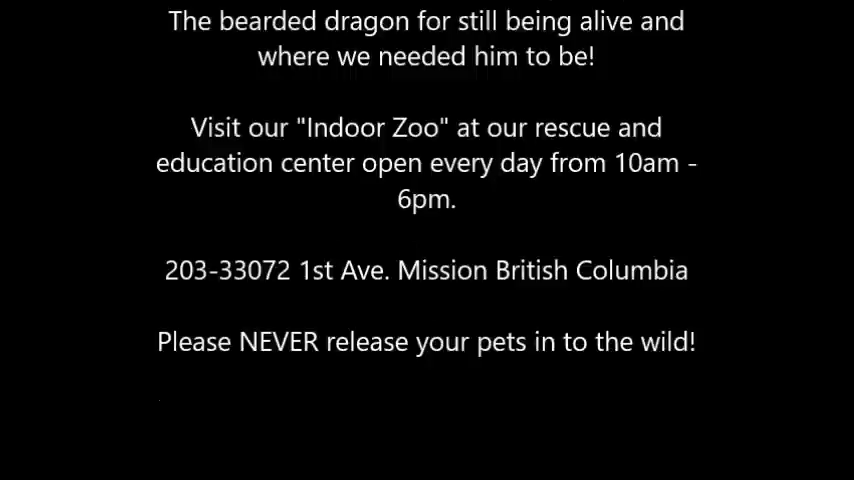 The bearded dragon for still being alive and
where we needed him to be!
Visit our "Indoor Zoo" at our rescue and
education center open every day from 10am -
6pm.
203-33072 1st Ave. Mission British Columbia
Please NEVER release your pets in to the wild!